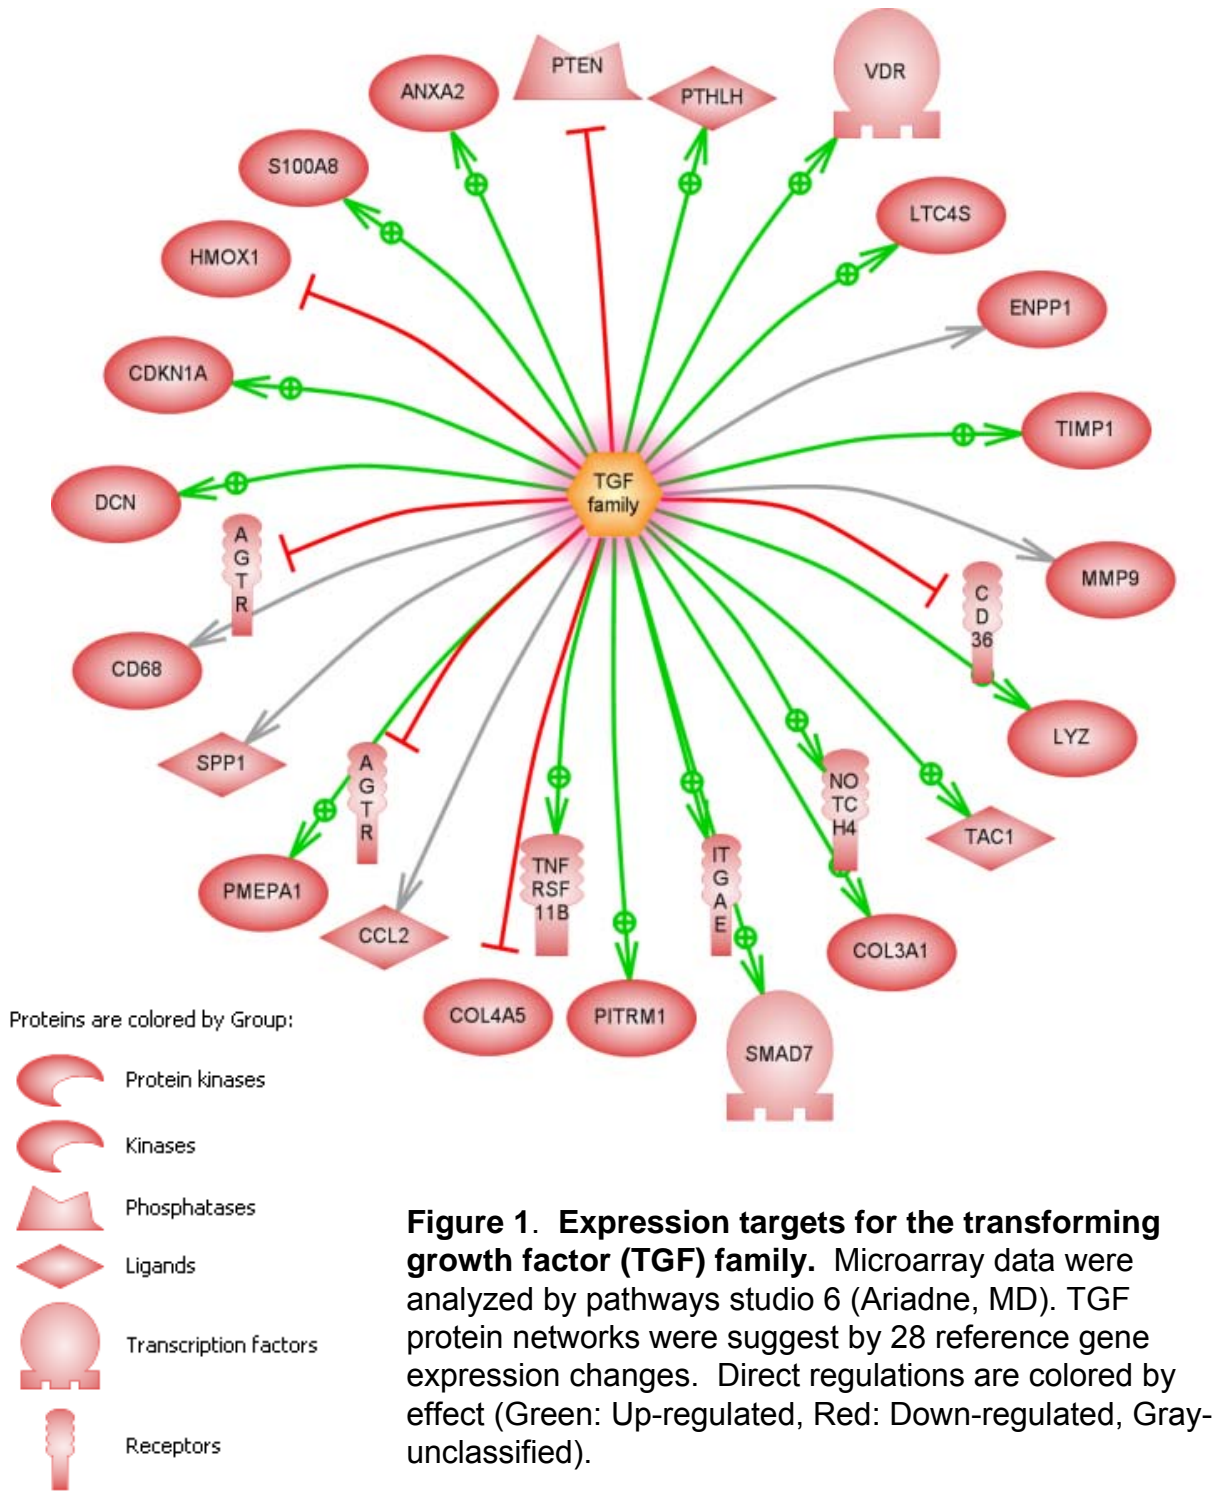 VDR
PTEN
ANXA2
PTHLH
S100A8
LTC4S
HMOX1
ENPP1
CDKN1A
TIMP1
TGF
family
DCN
A
G
T
R
MMP9
C
D
36
CD68
LYZ
SPP1
A
G
T
R
NO
TC
H4
TAC1
PMEPA1
TNF
RSF
11B
IT
G
A
E
CCL2
COL3A1
COL4A5
PITRM1
SMAD7
Proteins are colored by Group:
Protein kinases
Kinases
Phosphatases
Ligands
Transcription factors
Receptors
Figure 1.  Expression targets for the transforming
growth factor (TGF) family.  Microarray data were
analyzed by pathways studio 6 (Ariadne, MD). TGF
protein networks were suggest by 28 reference gene
expression changes.  Direct regulations are colored by
effect (Green: Up-regulated, Red: Down-regulated, Gray-
unclassified).